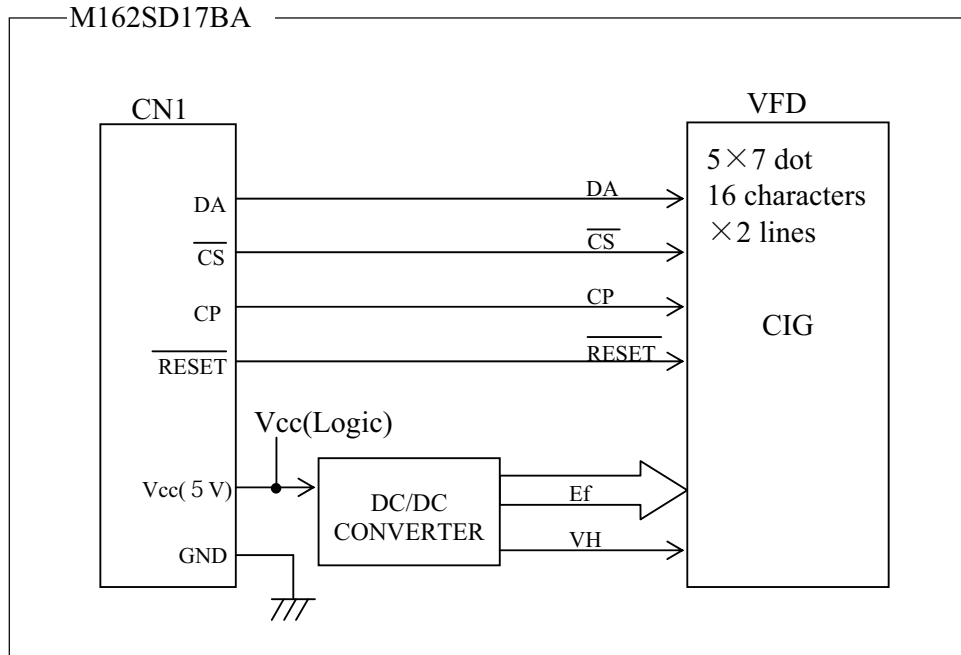 M162SD17BA
CN1
VFD
5×7 dot
16 characters
×2 lines
DA
DA
CS
CS
CP
CP
CIG
RESET
RESET
Vcc(Logic)
Vcc(５V)
DC/DC
CONVERTER
Ef
VH
GND